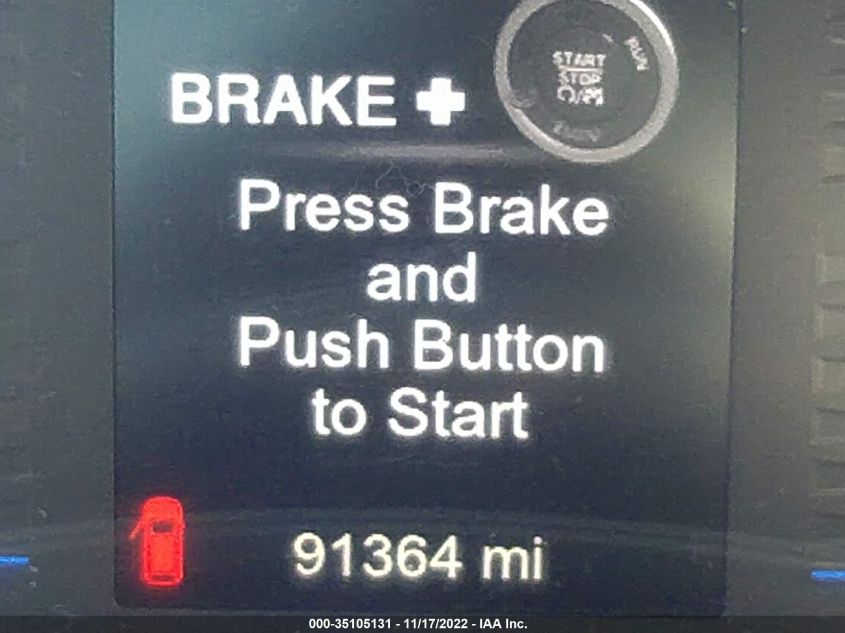 RUN
START
STOP
BRAKE +
Press Brake
and
Push Button
to Start
91364 mi
000-35105131 - 11/17/2022 - IAA Inc.